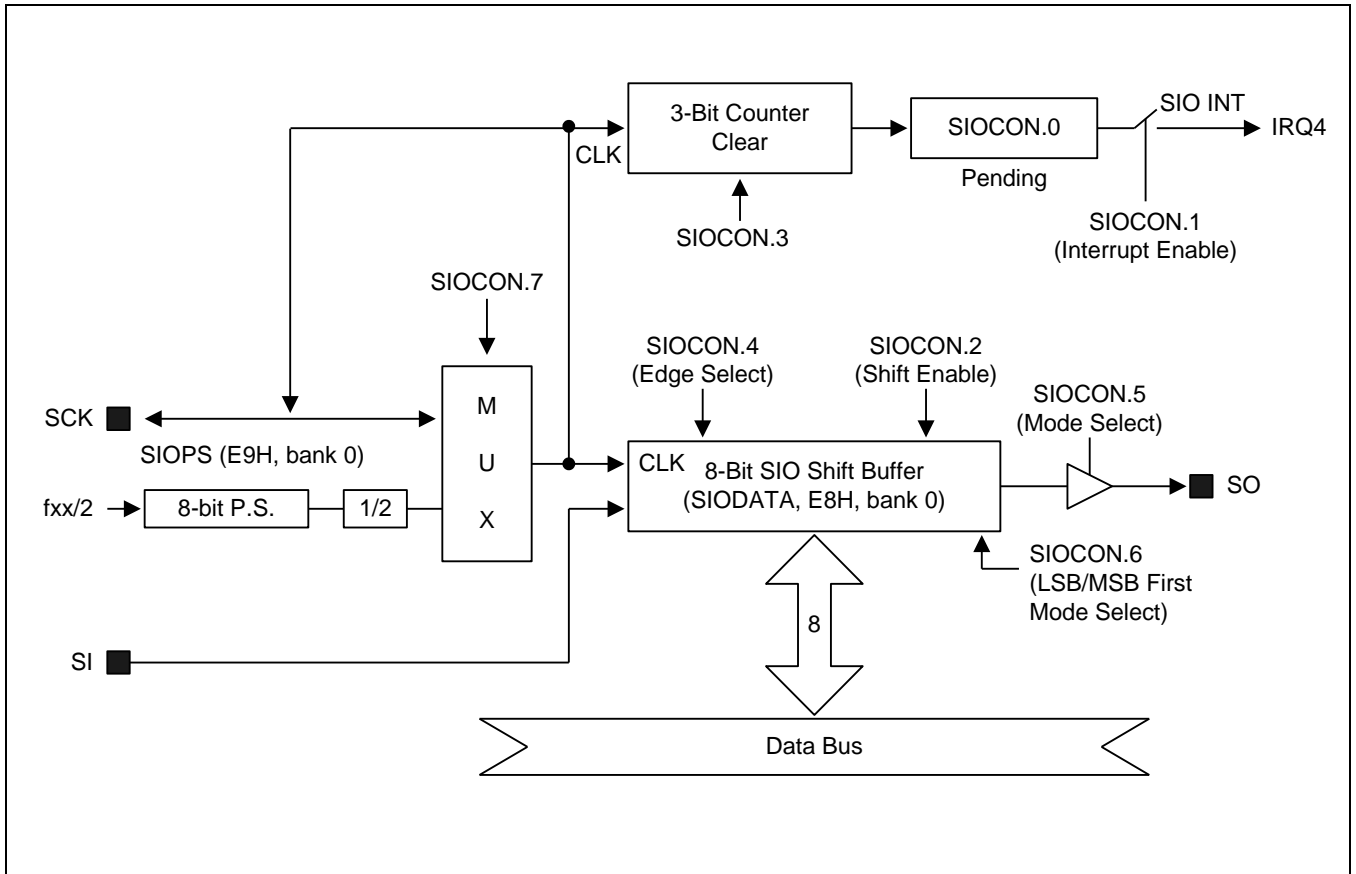 3-Bit Counter
Clear
CLK
SIOCON.3
SIOCON.0
Pending
SIO INT
IRQ4
SIOCON.1
(Interrupt Enable)
SIOCON.7
SCK
SIOPS (E9H, bank 0)
fxx/2
8-bit P.S.
1/2
M
U
X
SIOCON.4
(Edge Select)
SIOCON.2
(Shift Enable)
SIOCON.5
(Mode Select)
CLK
8-Bit SIO Shift Buffer
(SIODATA, E8H, bank 0)
SO
SIOCON.6
(LSB/MSB First
Mode Select)
SI
8
Data Bus